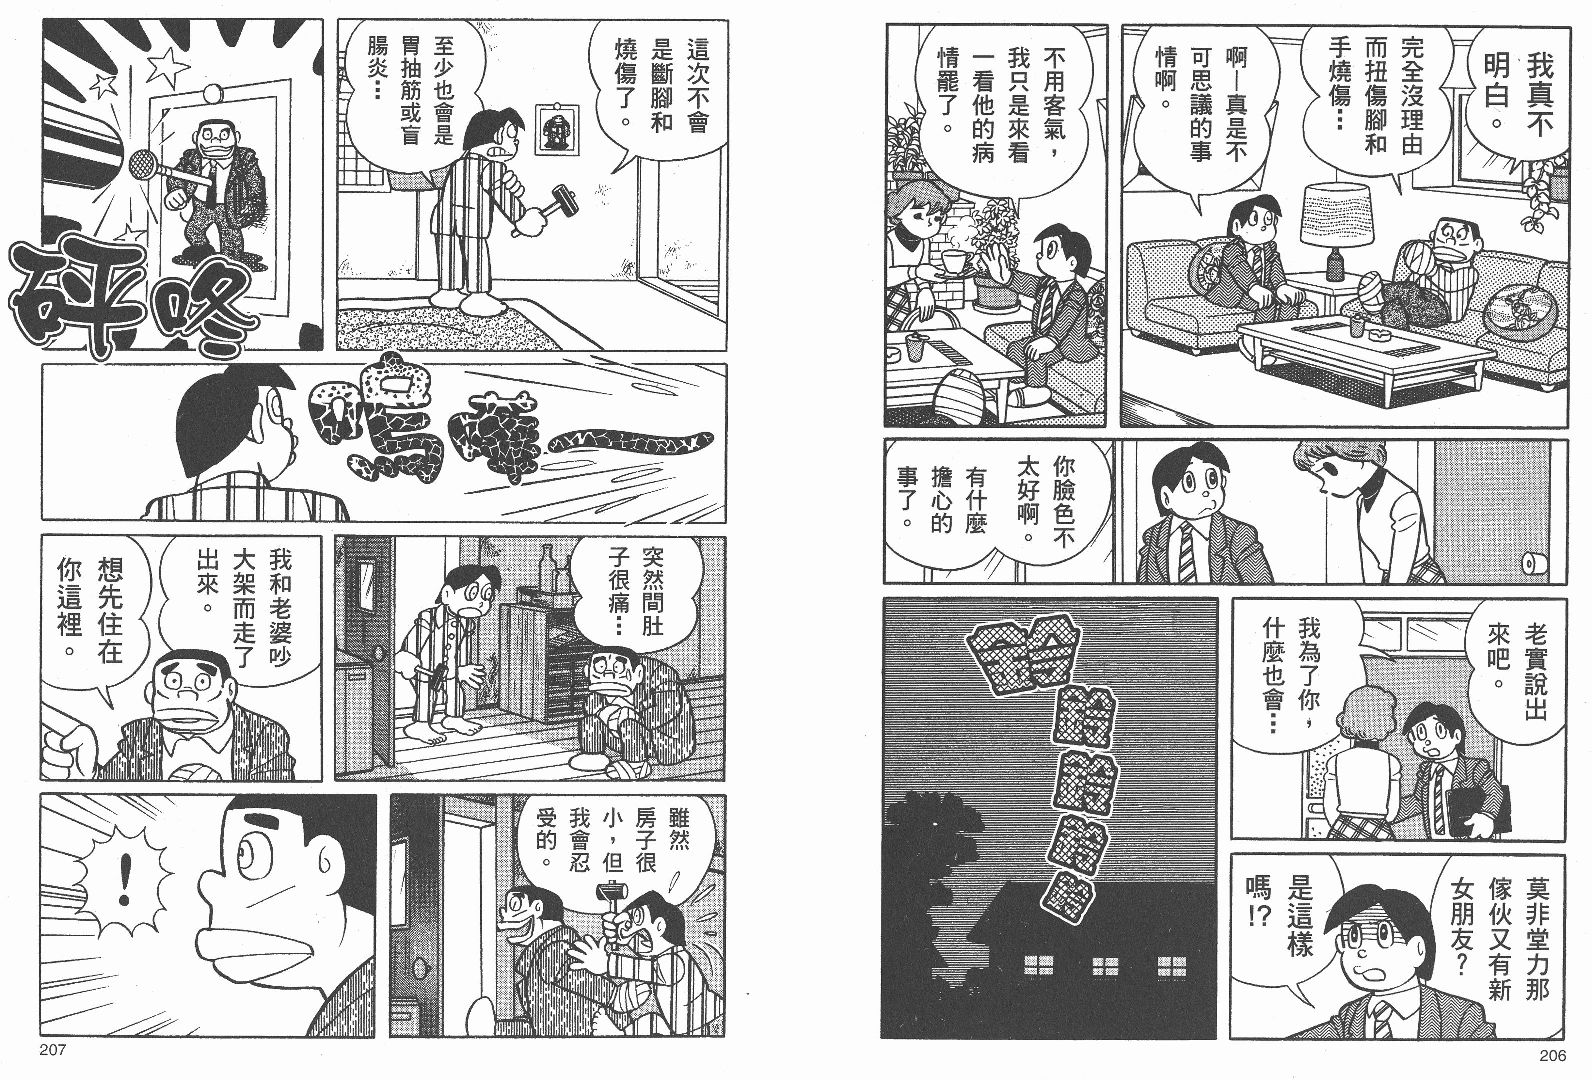 我真不
明白。
完全沒理由
而扭傷腳和
手燒傷…
啊—真是不
可思議的事
情啊。
不用客氣，
我只是來看
一看他的病
情罷了。
你臉色不
太好啊。
有什麼
擔心的
事了。
老實說出
來吧。
我為了你，
什麼也會…
莫非堂力那
傢伙又有新
女朋友？
是這樣
嗎!?
哈哈哈哈哈
206
這次不會
是斷腳和
燒傷了。
至少也會是
胃抽筋或盲
腸炎…
砰咚
突然間肚
子很痛…
我和老婆吵
大架而走了
出來。
想先住在
你這裡。
雖然
房子很
小，但
我會忍
受的。
！
207